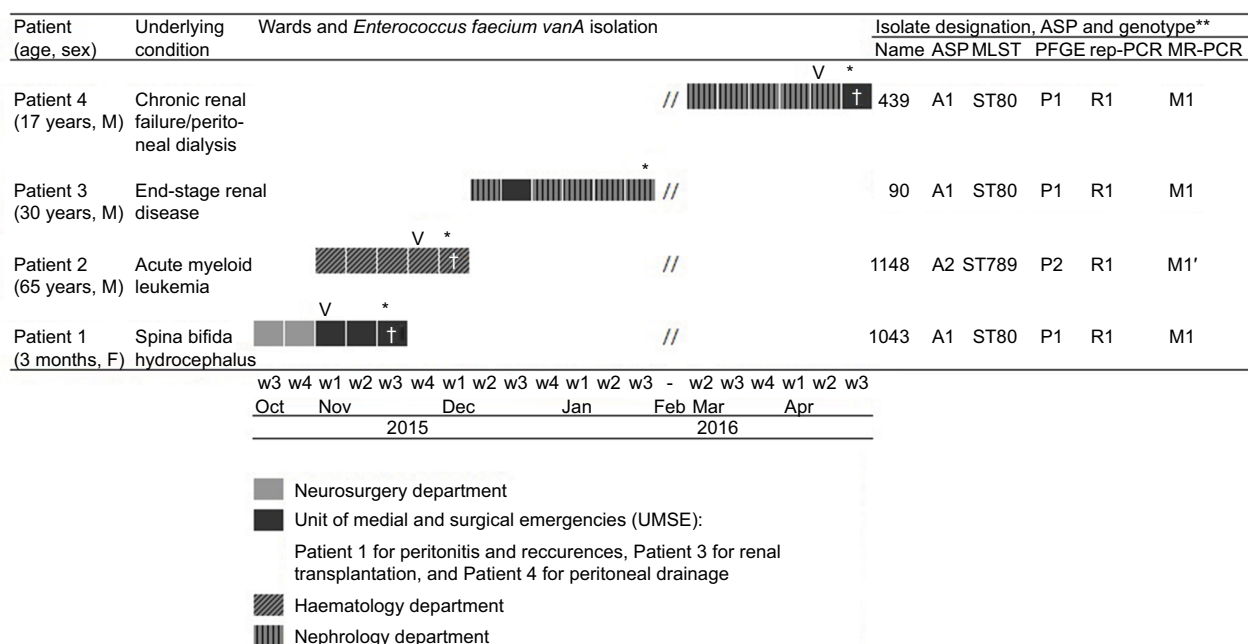 Patient Underlying Wards and Enterococcus faecium vanA isolation Isolate designation, ASP and genotype**
(age, sex) condition Name ASP MLST PFGE rep-PCR MR-PCR
V *
Patient 4 Chronic renal // † 439 A1 ST80 P1 R1 M1
(17 years, M) failure/perito-
neal dialysis
*
Patient 3 End-stage renal // 90 A1 ST80 P1 R1 M1
(30 years, M) disease
V *
Patient 2 Acute myeloid † // 1148 A2 ST789 P2 R1 M1′
(65 years, M) leukemia
V *
Patient 1 Spina bifida † // 1043 A1 ST80 P1 R1 M1
(3 months, F) hydrocephalus
w3 w4 w1 w2 w3 w4 w1 w2 w3 w4 w1 w2 w3 - w2 w3 w4 w1 w2 w3
Oct Nov Dec Jan Feb Mar Apr
2015 2016
Neurosurgery department
Unit of medial and surgical emergencies (UMSE):
Patient 1 for peritonitis and reccurences, Patient 3 for renal
transplantation, and Patient 4 for peritoneal drainage
Haematology department
Nephrology department